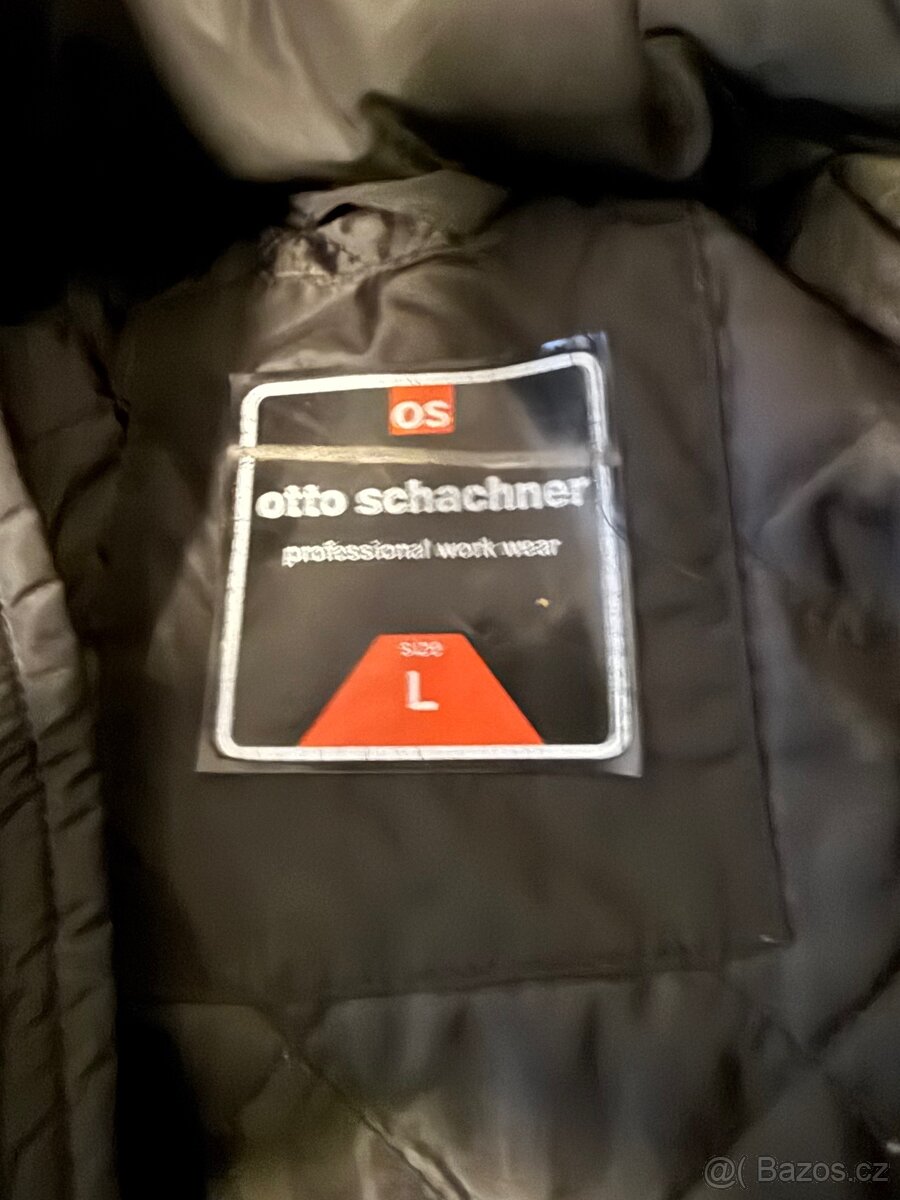 os
otto schachner
professional work wear
size
L
@( Bazos.cz